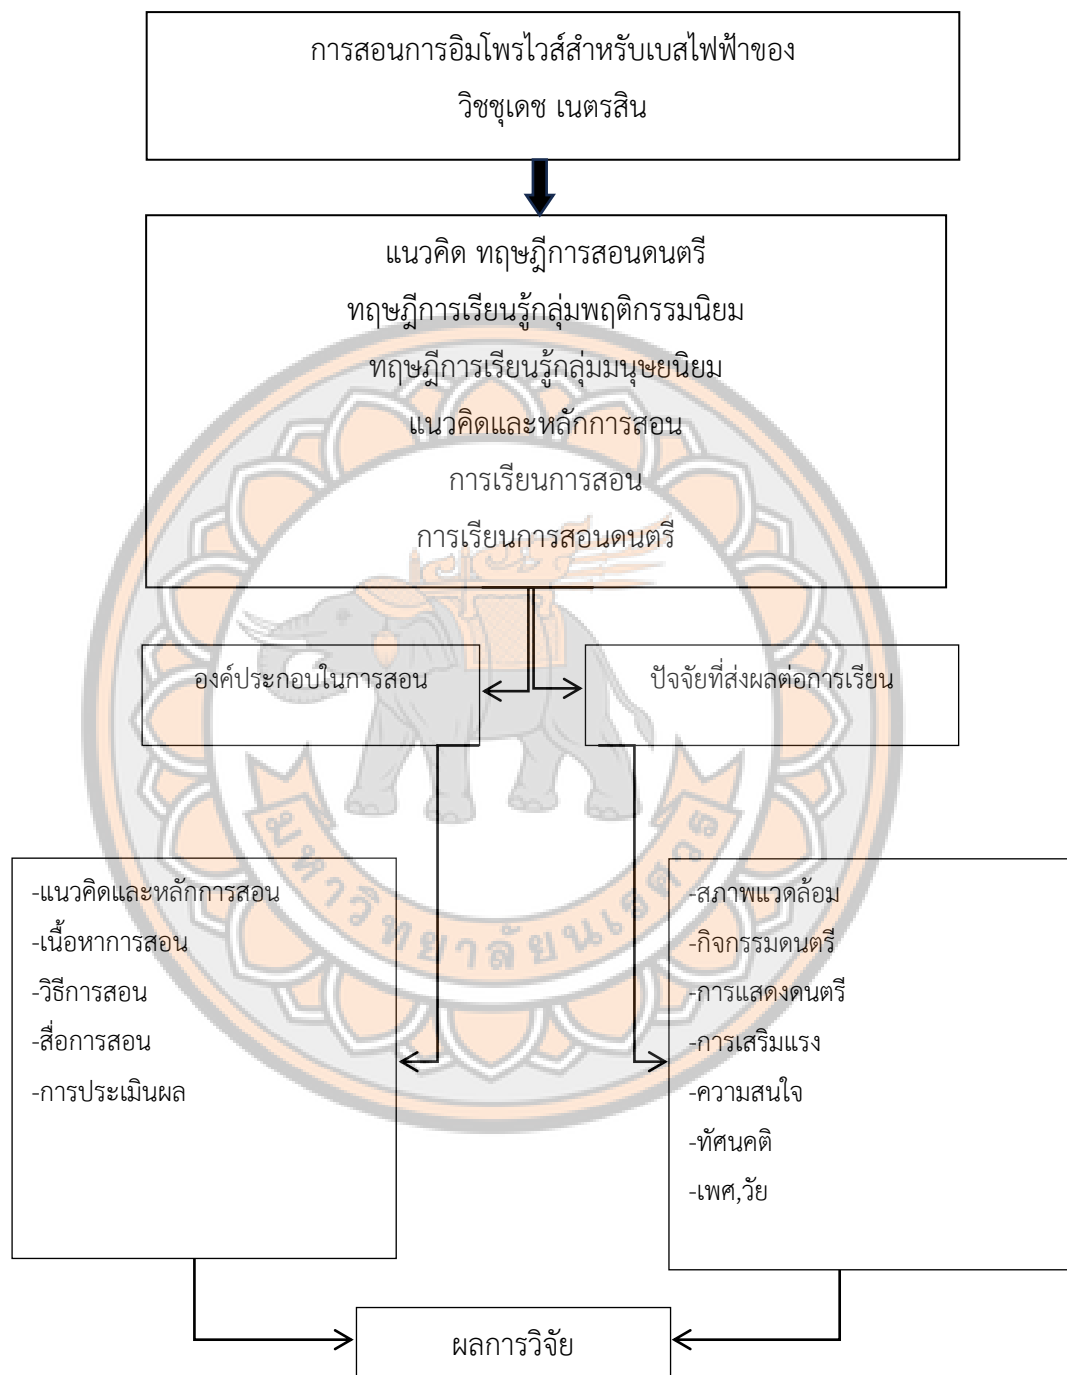 การสอนการอิมโพรไวส์สำหรับเบสไฟฟ้าของ
วิชชุเดช เนตรสิน
แนวคิด ทฤษฎีการสอนดนตรี
ทฤษฎีการเรียนรู้กลุ่มพฤติกรรมนิยม
ทฤษฎีการเรียนรู้กลุ่มมนุษยนิยม
แนวคิดและหลักการสอน
การเรียนการสอน
การเรียนการสอนดนตรี
องค์ประกอบในการสอน
ปัจจัยที่ส่งผลต่อการเรียน
-แนวคิดและหลักการสอน
-เนื้อหาการสอน
-วิธีการสอน
-สื่อการสอน
-การประเมินผล
-สภาพแวดล้อม
-กิจกรรมดนตรี
-การแสดงดนตรี
-การเสริมแรง
-ความสนใจ
-ทัศนคติ
-เพศ,วัย
มหาวิทยาลัยนเรศวร
ผลการวิจัย